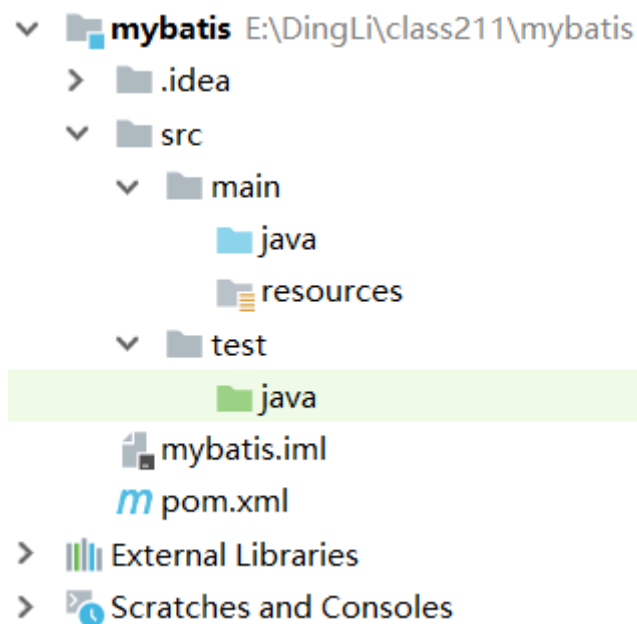 mybatis E:\DingLi\class211\mybatis
.idea
src
main
java
resources
test
java
mybatis.iml
pom.xml
External Libraries
Scratches and Consoles